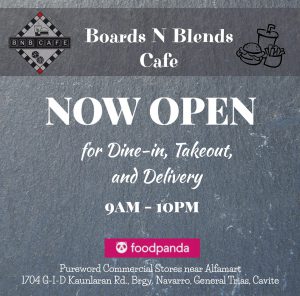 BNB CAFE
Boards N Blends
Cafe
NOW OPEN
for Dine-in, Takeout,
and Delivery
9AM - 10PM
foodpanda
Pureword Commercial Stores near Alfamart
1704 G-I-D Kaunlaran Rd., Brgy, Navarro, General Trias, Cavite